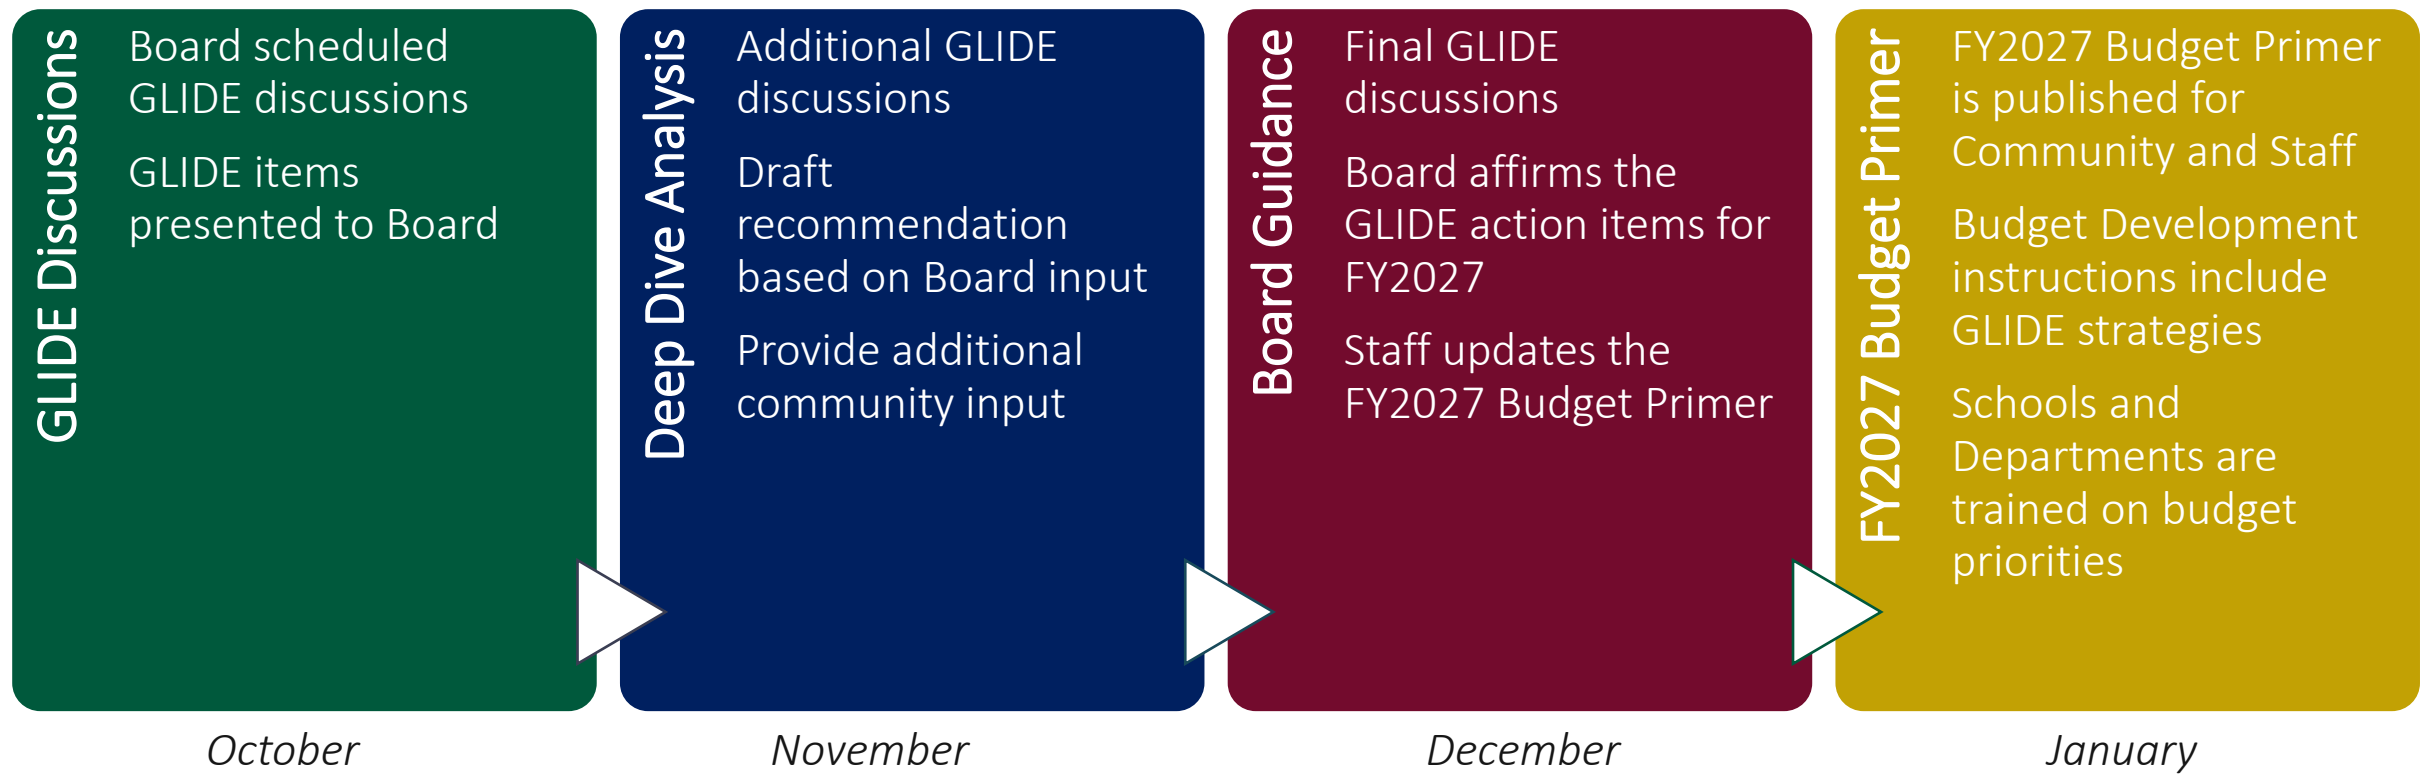 GLIDE Discussions
Board scheduled
GLIDE discussions
GLIDE items
presented to Board
October
Deep Dive Analysis
Additional GLIDE
discussions
Draft
recommendation
based on Board input
Provide additional
community input
November
Board Guidance
Final GLIDE
discussions
Board affirms the
GLIDE action items for
FY2027
Staff updates the
FY2027 Budget Primer
December
FY2027 Budget Primer
FY2027 Budget Primer
is published for
Community and Staff
Budget Development
instructions include
GLIDE strategies
Schools and
Departments are
trained on budget
priorities
January